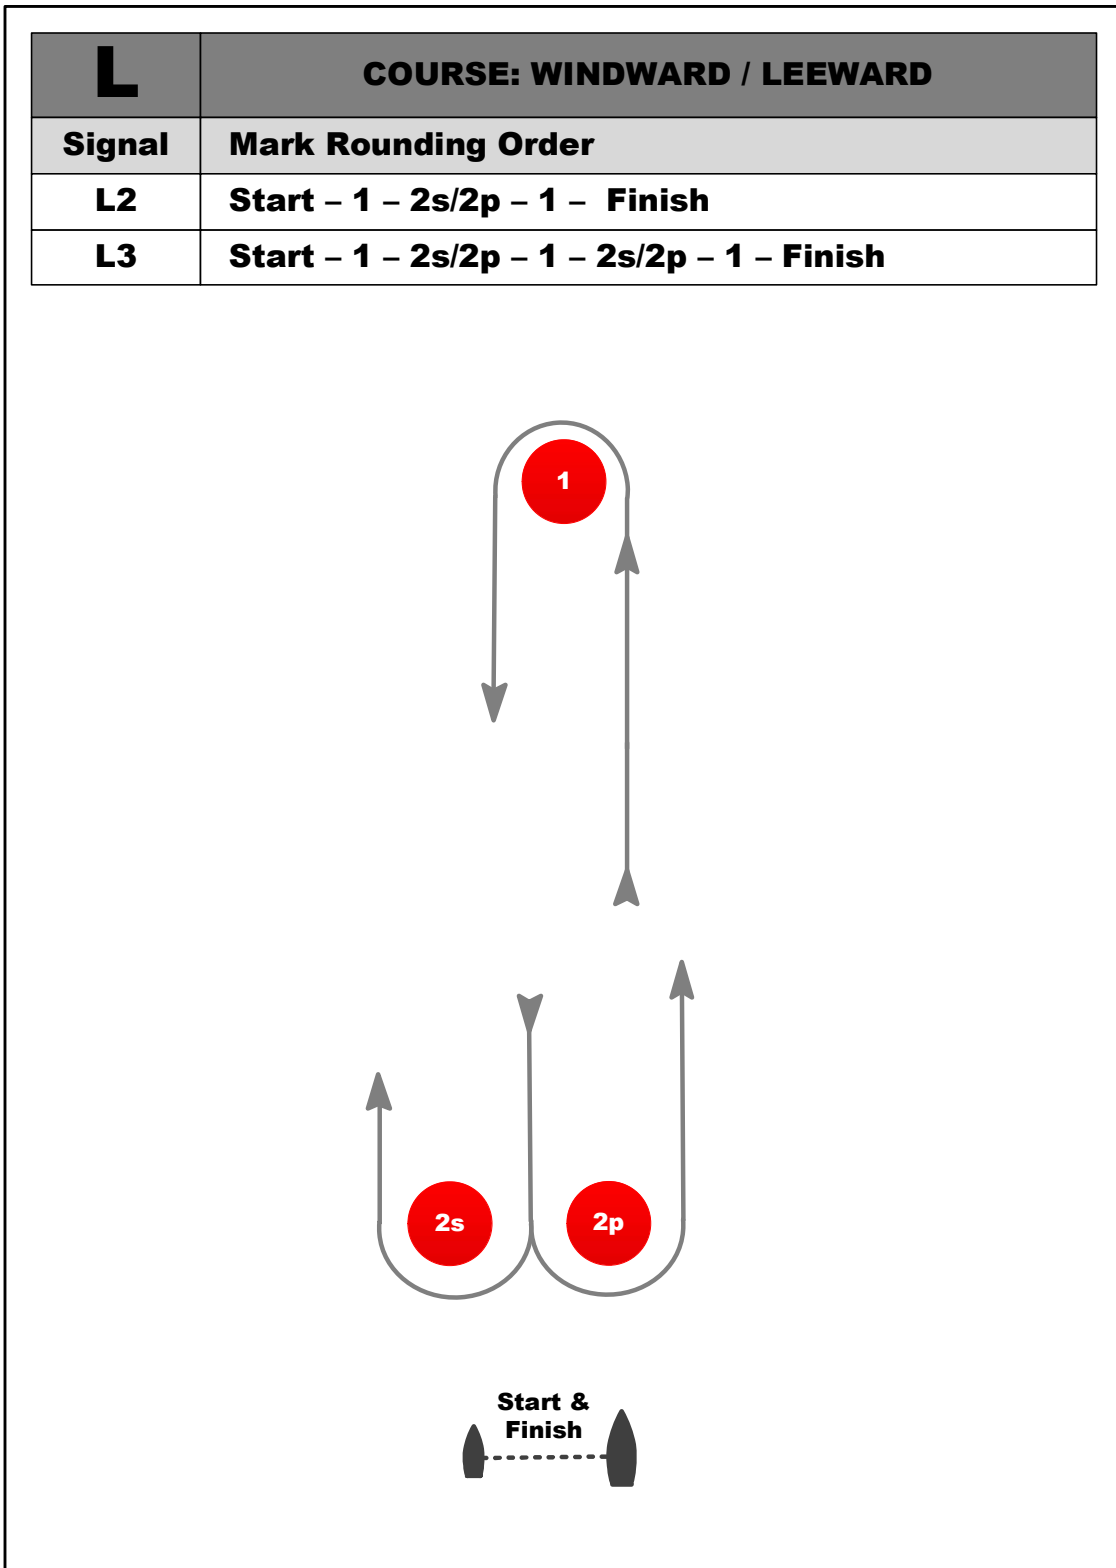 L
COURSE: WINDWARD / LEEWARD
Signal
Mark Rounding Order
L2
Start – 1 – 2s/2p – 1 – Finish
L3
Start – 1 – 2s/2p – 1 – 2s/2p – 1 – Finish
1
2s
2p
Start &
Finish